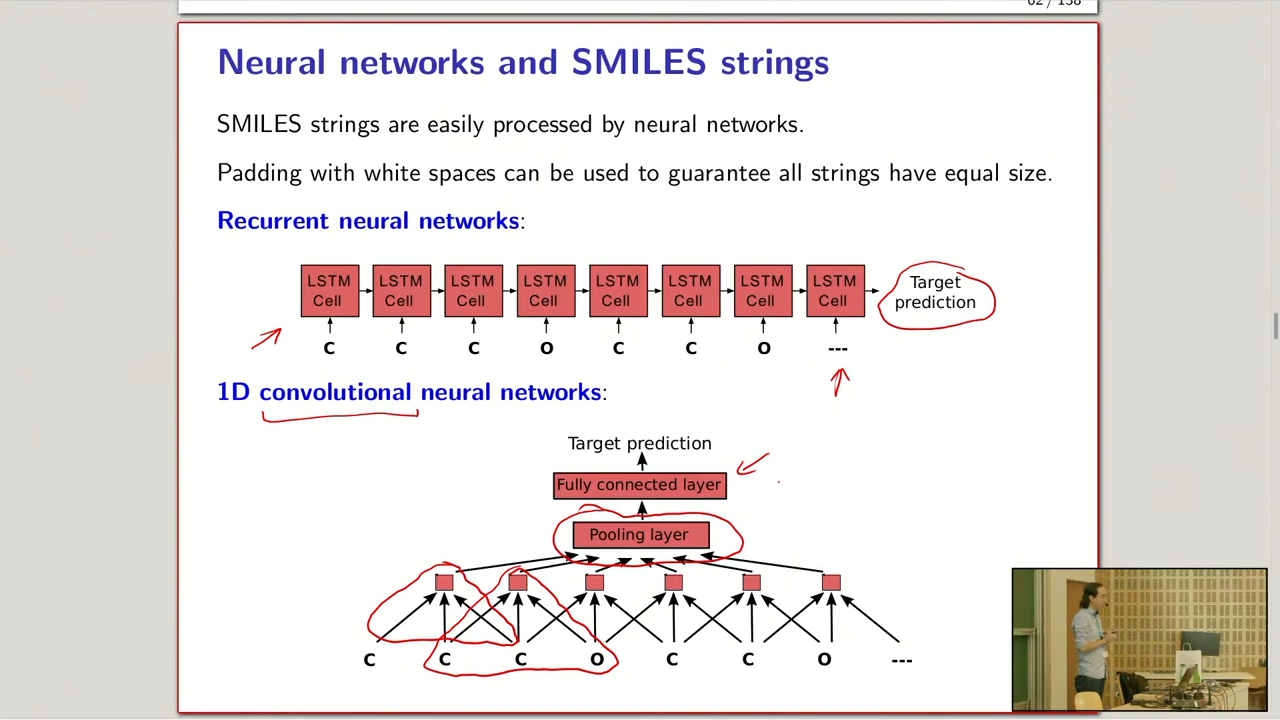 62 / 138
Neural networks and SMILES strings
SMILES strings are easily processed by neural networks.
Padding with white spaces can be used to guarantee all strings have equal size.
Recurrent neural networks:
LSTM Cell LSTM Cell LSTM Cell LSTM Cell LSTM Cell LSTM Cell LSTM Cell LSTM Cell
Target
prediction
C C C O C C O ---
1D convolutional neural networks:
Target prediction
Fully connected layer
Pooling layer
C C C O C C O ---